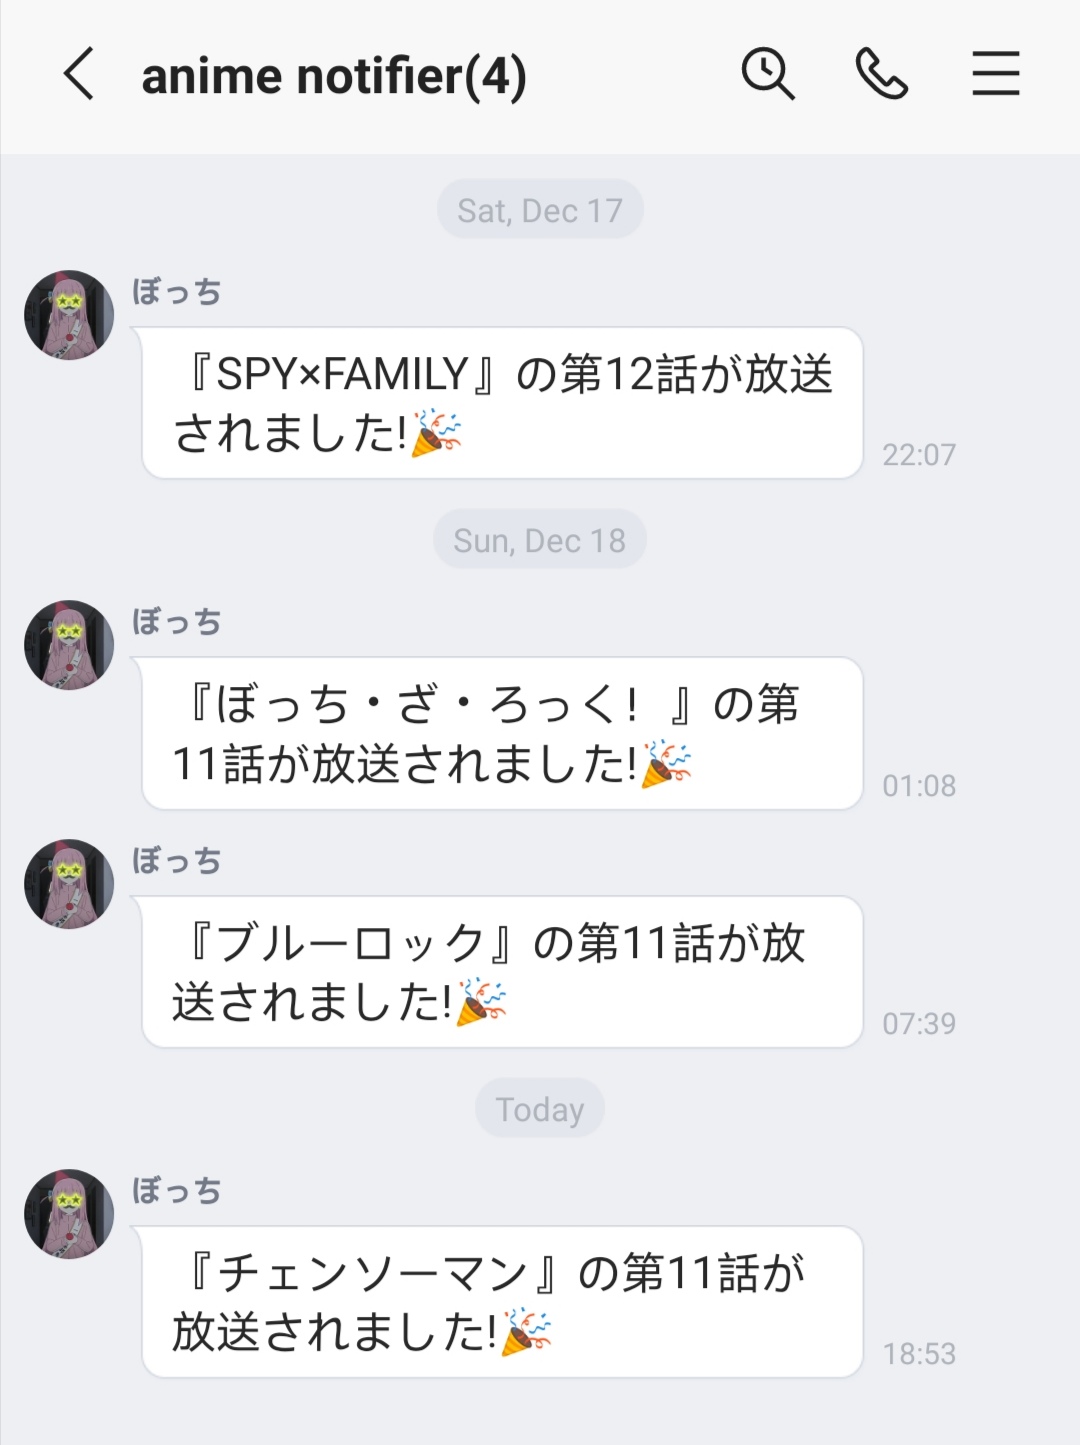 anime notifier(4)
Sat, Dec 17
ぼっち
『SPY×FAMILY』の第12話が放送
されました!🎉
22:07
Sun, Dec 18
ぼっち
『ぼっち・ざ・ろっく！』の第
11話が放送されました!🎉
01:08
ぼっち
『ブルーロック』の第11話が放
送されました!🎉
07:39
Today
ぼっち
『チェンソーマン』の第11話が
放送されました!🎉
18:53